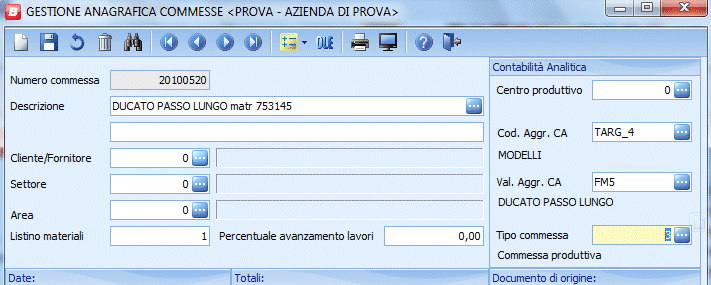 B GESTIONE ANAGRAFICA COMMESSE <PROVA - AZIENDA DI PROVA>
DLE
Numero commessa 20100520
Descrizione DUCATO PASSO LUNGO matr 753145
Cliente/Fornitore 0
Settore 0
Area 0
Listino materiali 1 Percentuale avanzamento lavori 0,00
Date: Totali:
Contabilità Analitica
Centro produttivo 0
Cod. Aggr. CA TARG_4
MODELLI
Val. Aggr. CA FM5
DUCATO PASSO LUNGO
Tipo commessa 3
Commessa produttiva
Documento di origine: